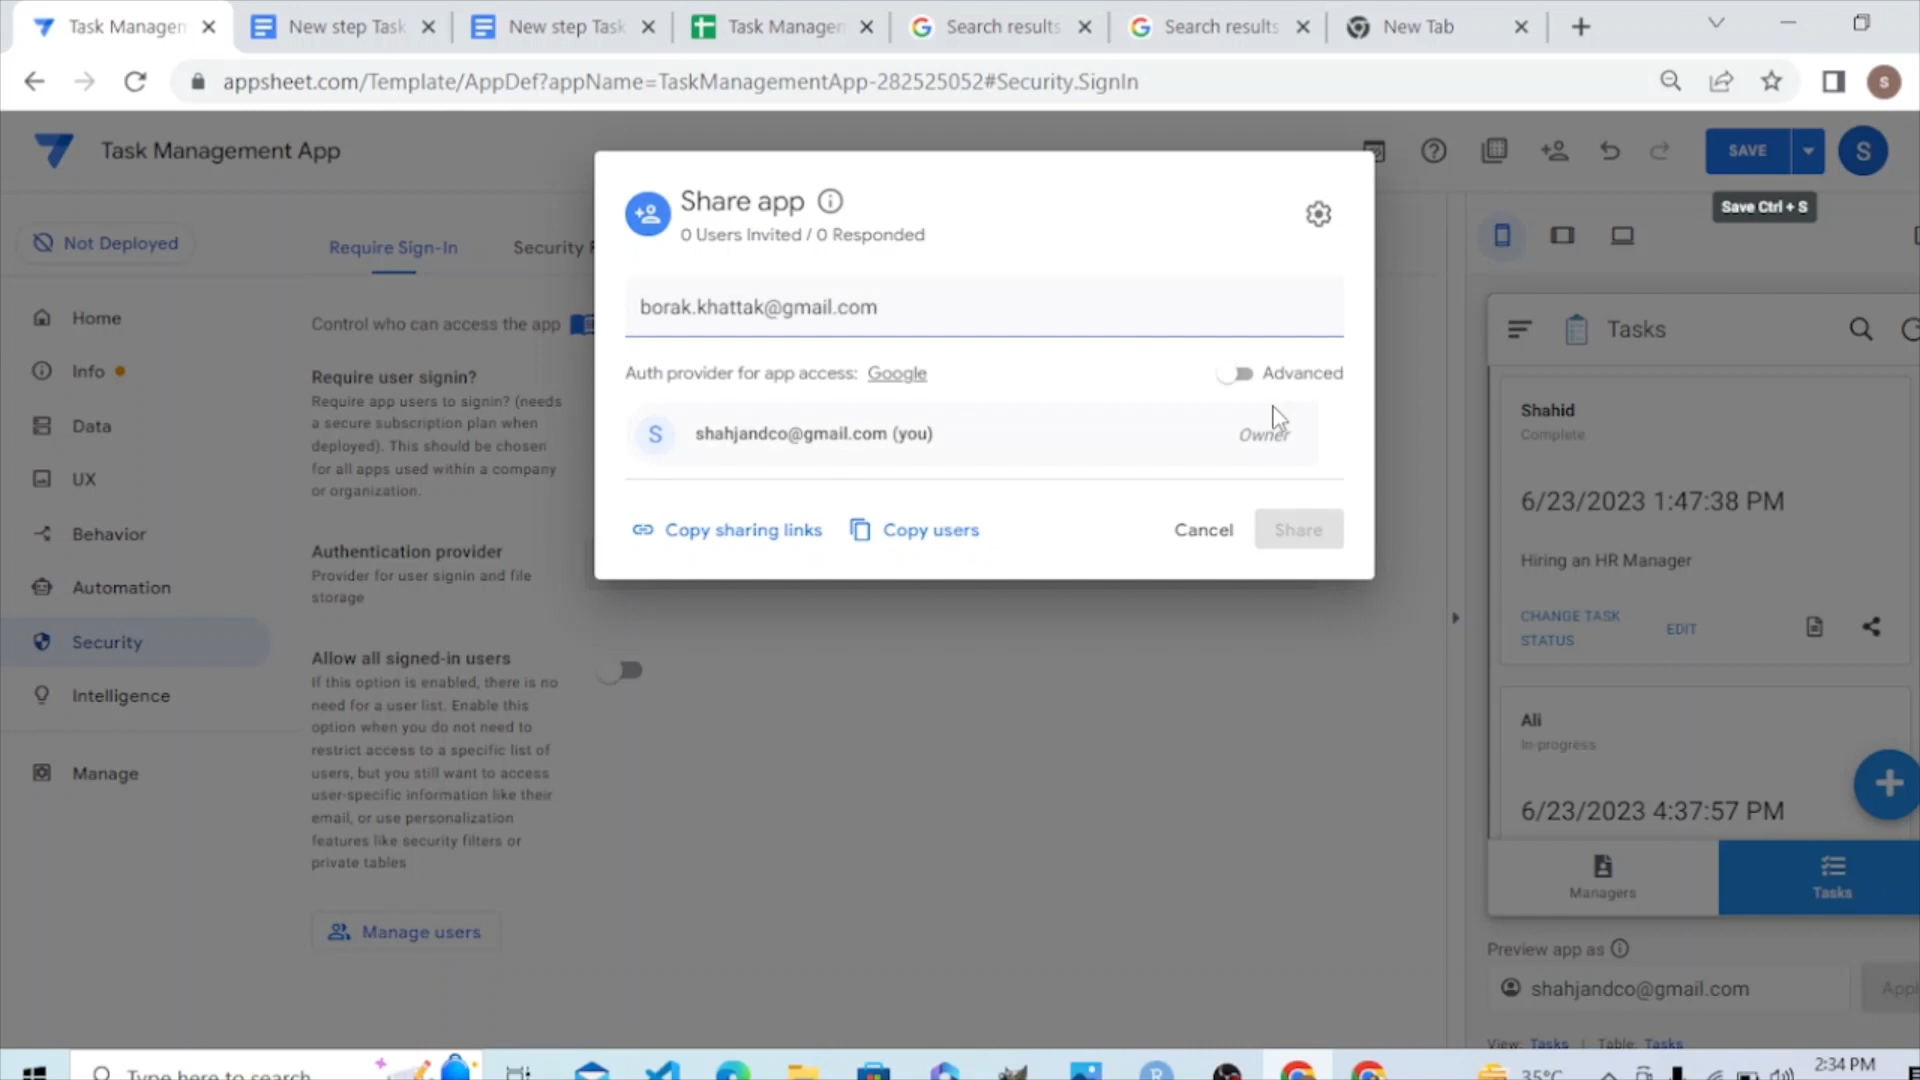 Task Managen
New step Task
New step Task
Task Managen
Search results
Search results
New Tab
appsheet.com/Template/AppDef?appName=TaskManagementApp-282525052#Security.SignIn
S
Task Management App
SAVE
S
Save Ctrl + S
Not Deployed
Require Sign-In
Security F
Home
Info
Data
UX
Behavior
Automation
Security
Intelligence
Manage
Control who can access the app
Require user signin?
Require app users to signin? (needs
a secure subscription plan when
deployed). This should be chosen
for all apps used within a company
or organization.
Authentication provider
Provider for user signin and file
storage
Allow all signed-in users
If this option is enabled, there is no
need for a user list. Enable this
option when you do not need to
restrict access to a specific list of
users, but you still want to access
user-specific information like their
email, or use personalization
features like security filters or
private tables
Manage users
Share app
0 Users Invited / 0 Responded
borak.khattak@gmail.com
Auth provider for app access: Google
Advanced
S
shahjandco@gmail.com (you)
Owner
Copy sharing links
Copy users
Cancel
Share
Tasks
Shahid
Complete
6/23/2023 1:47:38 PM
Hiring an HR Manager
CHANGE TASK
STATUS
EDIT
Ali
In-progress
6/23/2023 4:37:57 PM
Managers
Tasks
Preview app as
shahjandco@gmail.com
Appl
View: Tasks | Table: Tasks
Type here to search
R
35°C
2:34 PM